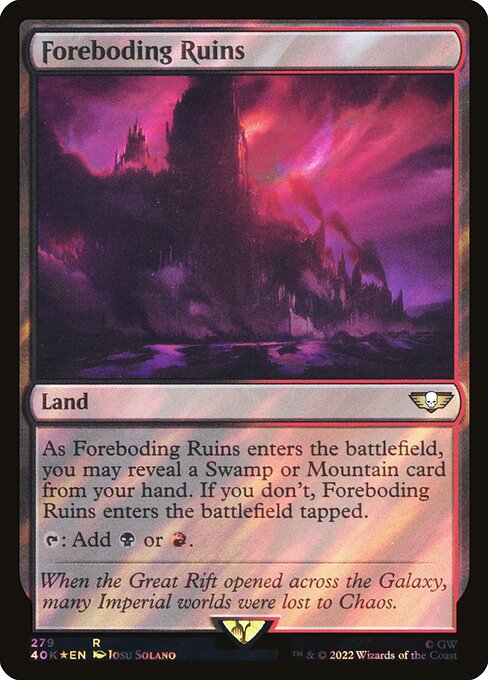 Foreboding Ruins
Land
As Foreboding Ruins enters the battlefield,
you may reveal a Swamp or Mountain card
from your hand. If you don't, Foreboding
Ruins enters the battlefield tapped.
: Add or .
When the Great Rift opened across the Galaxy,
many Imperial worlds were lost to Chaos.
279 R
40K★EN Josu Solano
© GW
™ & © 2022 Wizards of the Coast